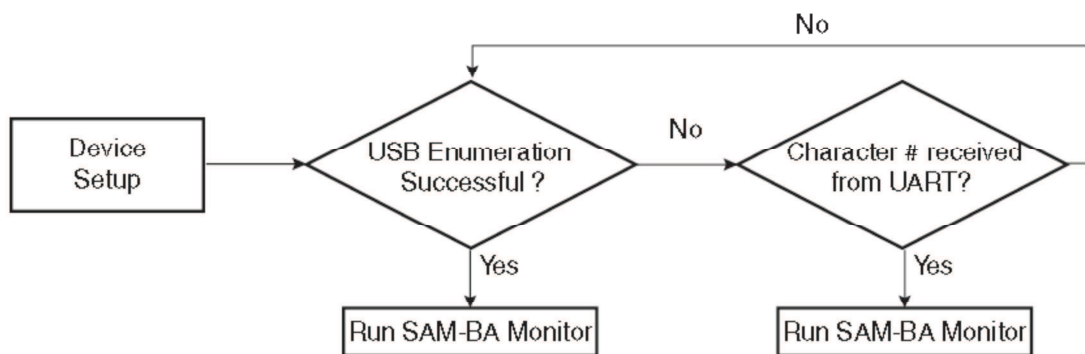 No
Device
Setup
USB Enumeration
Successful ?
No
Character # received
from UART?
Yes
Yes
Run SAM-BA Monitor
Run SAM-BA Monitor